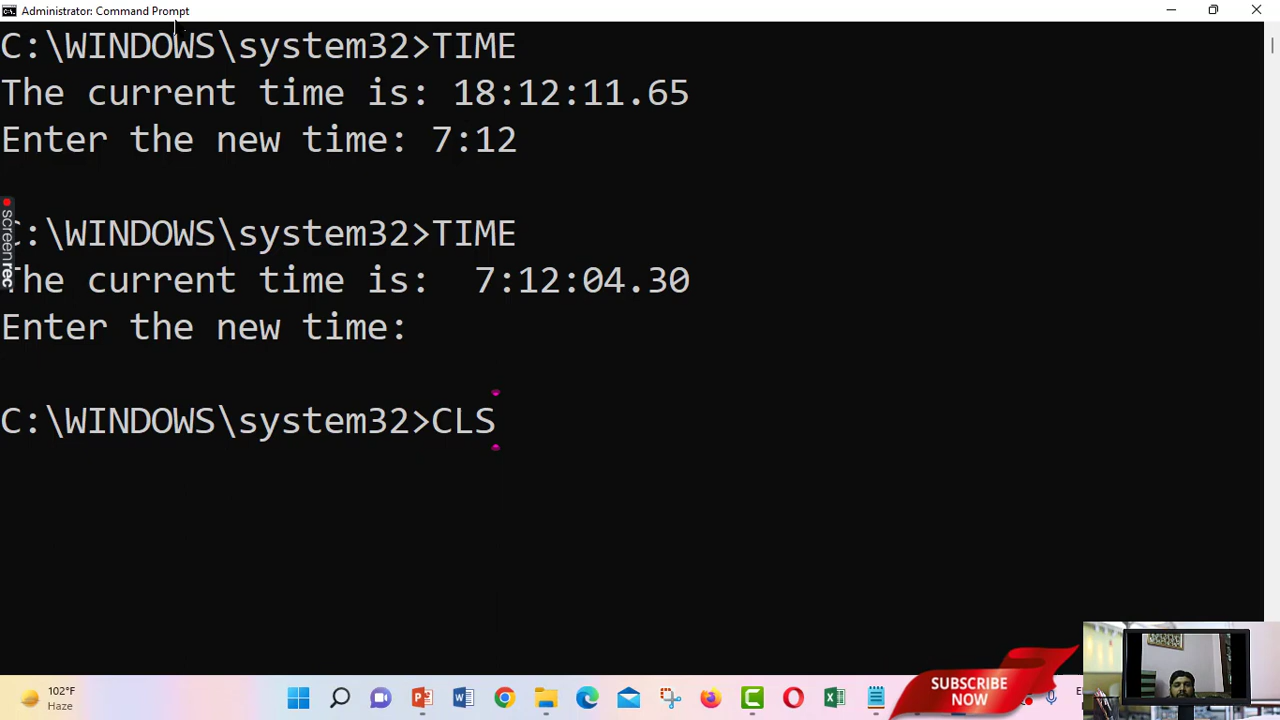 Administrator: Command Prompt
C:\WINDOWS\system32>TIME
The current time is: 18:12:11.65
Enter the new time: 7:12
C:\WINDOWS\system32>TIME
The current time is:  7:12:04.30
Enter the new time:
C:\WINDOWS\system32>CLS
screenrec
102°F
Haze
SUBSCRIBE
NOW